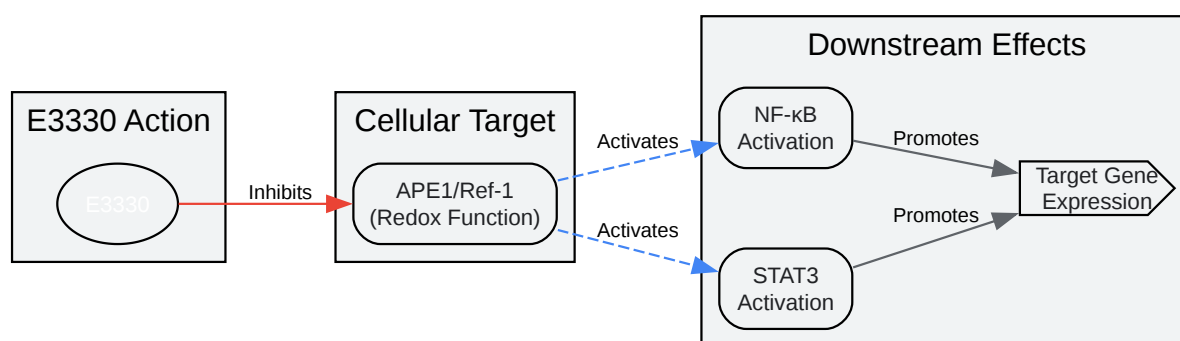 Downstream Effects
E3330 Action
Cellular Target
NF-κB
Activation
Activates
Promotes
E3330
Inhibits
APE1/Ref-1
(Redox Function)
Target Gene
Expression
Activates
Promotes
STAT3
Activation